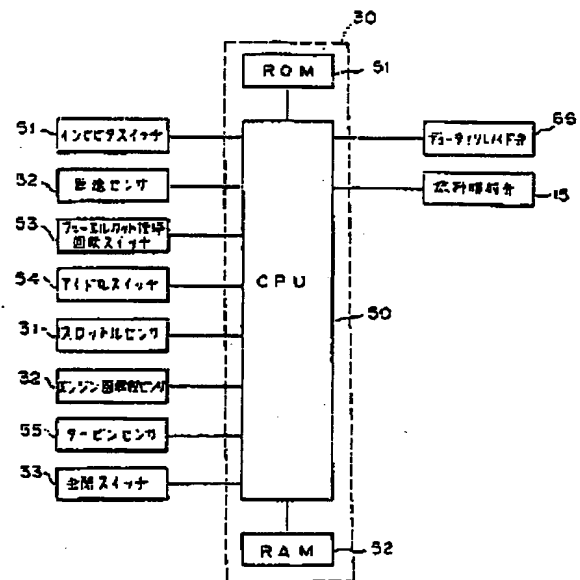 30
ROM
51
51
インヒビタスイッチ
52
車速センサ
53
フューエルカット復帰
回転スイッチ
54
アイドルスイッチ
31
スロットルセンサ
32
エンジン回転数センサ
55
タービンセンサ
33
全閉スイッチ
CPU
50
デューティソレノイド弁
66
燃料噴射弁
15
RAM
52